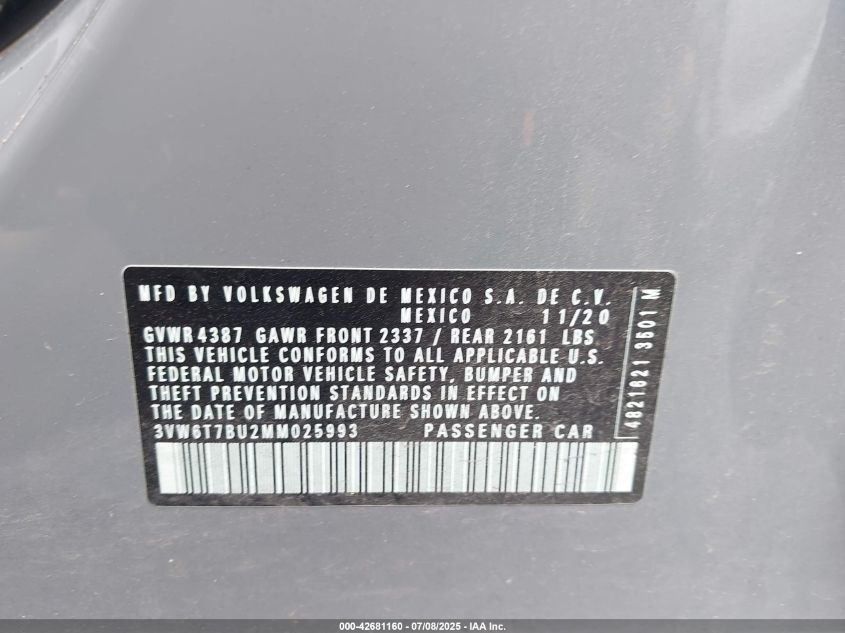 MFD BY VOLKSWAGEN DE MEXICO S.A. DE C.V.
MEXICO 11/20
GVWR 4387 GAWR FRONT 2337 / REAR 2161 LBS
THIS VEHICLE CONFORMS TO ALL APPLICABLE U.S.
FEDERAL MOTOR VEHICLE SAFETY, BUMPER AND
THEFT PREVENTION STANDARDS IN EFFECT ON
THE DATE OF MANUFACTURE SHOWN ABOVE.
3VW6T7BU2MM025993 PASSENGER CAR
4821821 3501 M
000-42681160 - 07/08/2025 - IAA Inc.